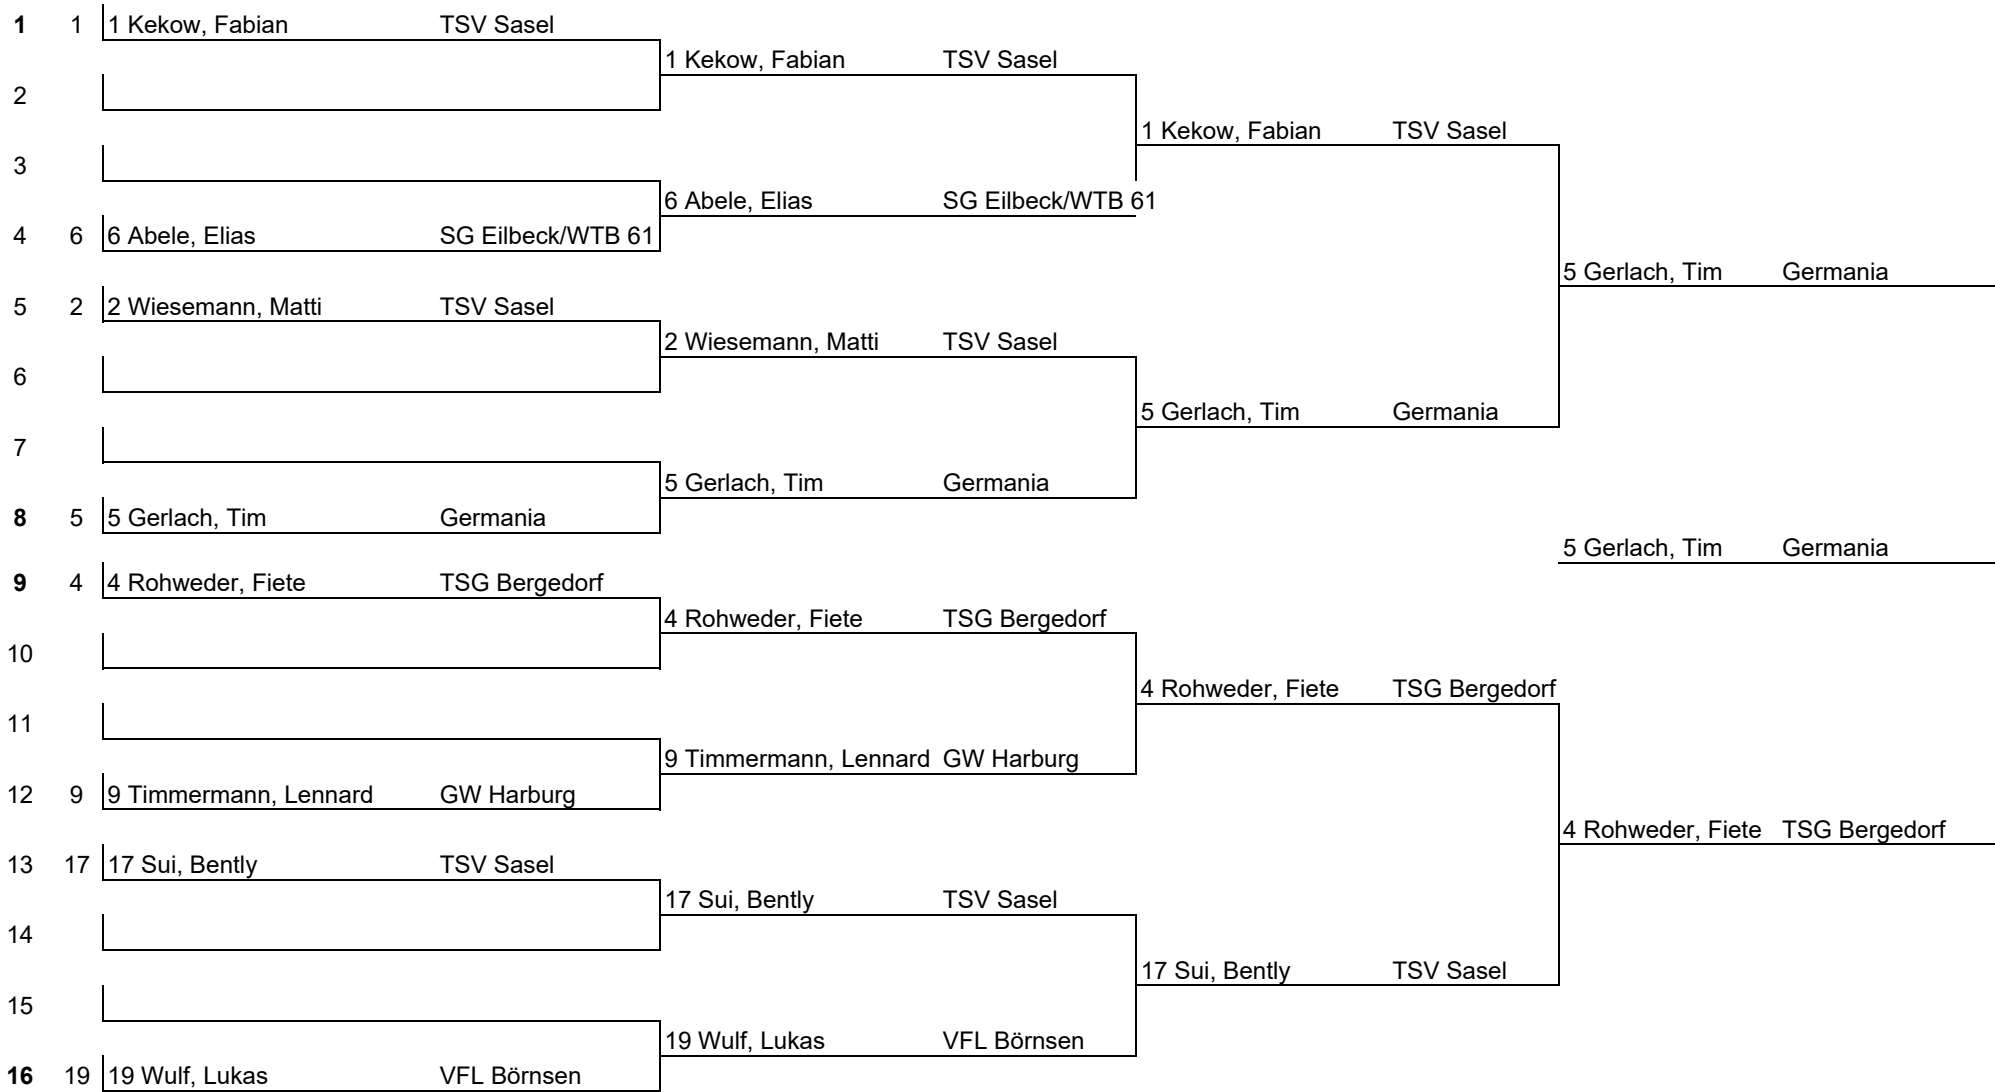 1 1 1 Kekow, Fabian TSV Sasel
1 Kekow, Fabian TSV Sasel
2
1 Kekow, Fabian TSV Sasel
3
6 Abele, Elias SG Eilbeck/WTB 61
4 6 6 Abele, Elias SG Eilbeck/WTB 61
5 Gerlach, Tim Germania
5 2 2 Wiesemann, Matti TSV Sasel
2 Wiesemann, Matti TSV Sasel
6
5 Gerlach, Tim Germania
7
5 Gerlach, Tim Germania
8 5 5 Gerlach, Tim Germania
5 Gerlach, Tim Germania
9 4 4 Rohweder, Fiete TSG Bergedorf
4 Rohweder, Fiete TSG Bergedorf
10
4 Rohweder, Fiete TSG Bergedorf
11
9 Timmermann, Lennard GW Harburg
12 9 9 Timmermann, Lennard GW Harburg
4 Rohweder, Fiete TSG Bergedorf
13 17 17 Sui, Bently TSV Sasel
17 Sui, Bently TSV Sasel
14
17 Sui, Bently TSV Sasel
15
19 Wulf, Lukas VFL Börnsen
16 19 19 Wulf, Lukas VFL Börnsen